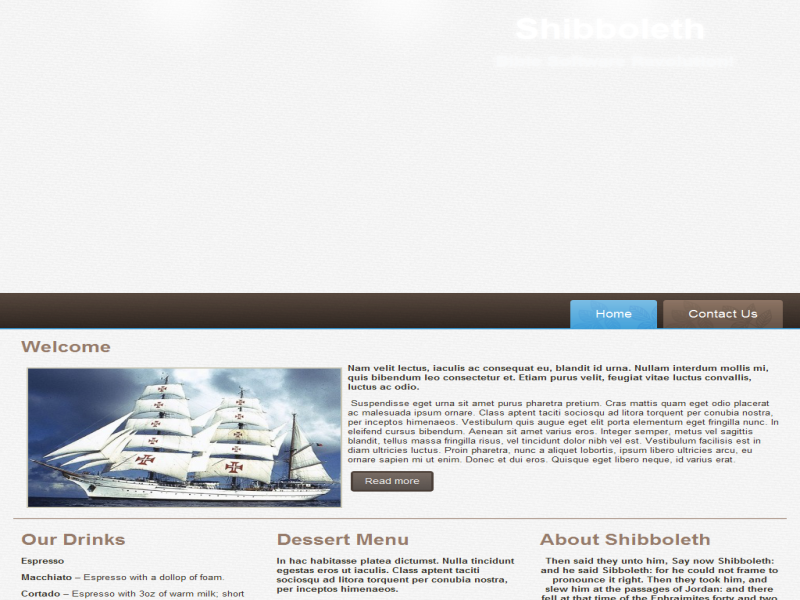 Shibboleth
Home
Contact Us
Welcome
Nam velit lectus, iaculis ac consequat eu, blandit id urna. Nullam interdum mollis mi,
quis bibendum leo consectetur et. Etiam purus velit, feugiat vitae luctus convallis,
luctus ac odio.
Suspendisse eget urna sit amet purus pharetra pretium. Cras mattis quam eget odio placerat
ac malesuada ipsum ornare. Class aptent taciti sociosqu ad litora torquent per conubia nostra,
per inceptos himenaeos. Vestibulum quis augue eget elit porta elementum eget fringilla nunc. In
eleifend cursus bibendum. Aenean sit amet varius eros. Integer semper, metus vel sagittis
blandit, tellus massa fringilla risus, vel tincidunt dolor nibh vel est. Vestibulum facilisis est in
diam ultricies luctus. Proin pharetra, nunc a aliquet lobortis, ipsum libero ultricies arcu, eu
ornare sapien mi ut enim. Donec et dui eros. Quisque eget libero neque, id varius erat.
Read more
Our Drinks
Espresso
Macchiato – Espresso with a dollop of foam.
Cortado – Espresso with 3oz of warm milk; short
Dessert Menu
In hac habitasse platea dictumst. Nulla tincidunt
egestas eros ut iaculis. Class aptent taciti
sociosqu ad litora torquent per conubia nostra,
per inceptos himenaeos.
About Shibboleth
Then said they unto him, Say now Shibboleth:
and he said Sibboleth: for he could not frame to
pronounce it right. Then they took him, and
slew him at the passages of Jordan: and there
fell at that time of the Ephraimites forty and two